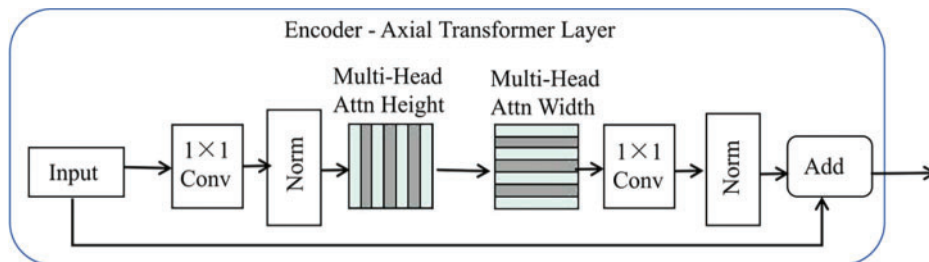 Encoder - Axial Transformer Layer
Multi-Head
Attn Height
Multi-Head
Attn Width
Input
1×1
Conv
Norm
1×1
Conv
Norm
Add